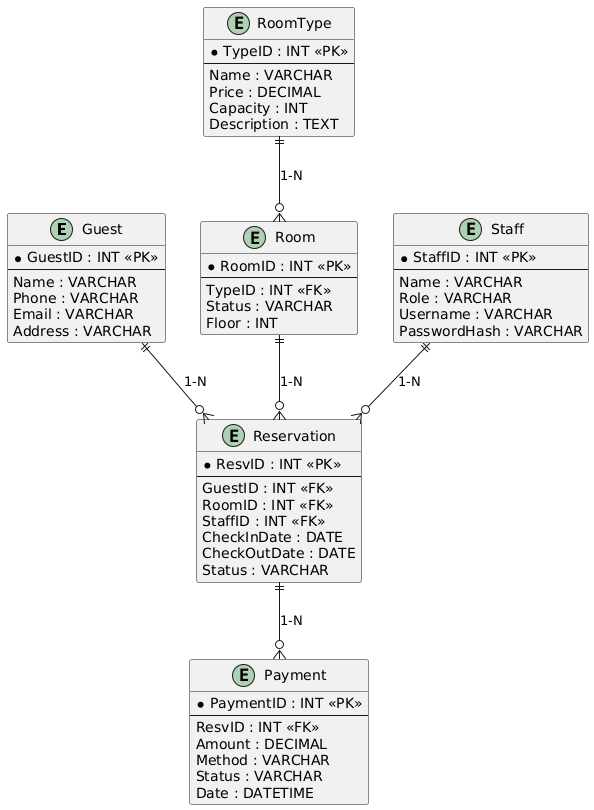 E RoomType
* TypeID : INT «PK»
Name : VARCHAR
Price : DECIMAL
Capacity : INT
Description : TEXT
1-N
E Guest
* GuestID : INT «PK»
Name : VARCHAR
Phone : VARCHAR
Email : VARCHAR
Address : VARCHAR
E Room
* RoomID : INT «PK»
TypeID : INT «FK»
Status : VARCHAR
Floor : INT
E Staff
* StaffID : INT «PK»
Name : VARCHAR
Role : VARCHAR
Username : VARCHAR
PasswordHash : VARCHAR
1-N
1-N
1-N
E Reservation
* ResvID : INT «PK»
GuestID : INT «FK»
RoomID : INT «FK»
StaffID : INT «FK»
CheckInDate : DATE
CheckOutDate : DATE
Status : VARCHAR
1-N
E Payment
* PaymentID : INT «PK»
ResvID : INT «FK»
Amount : DECIMAL
Method : VARCHAR
Status : VARCHAR
Date : DATETIME